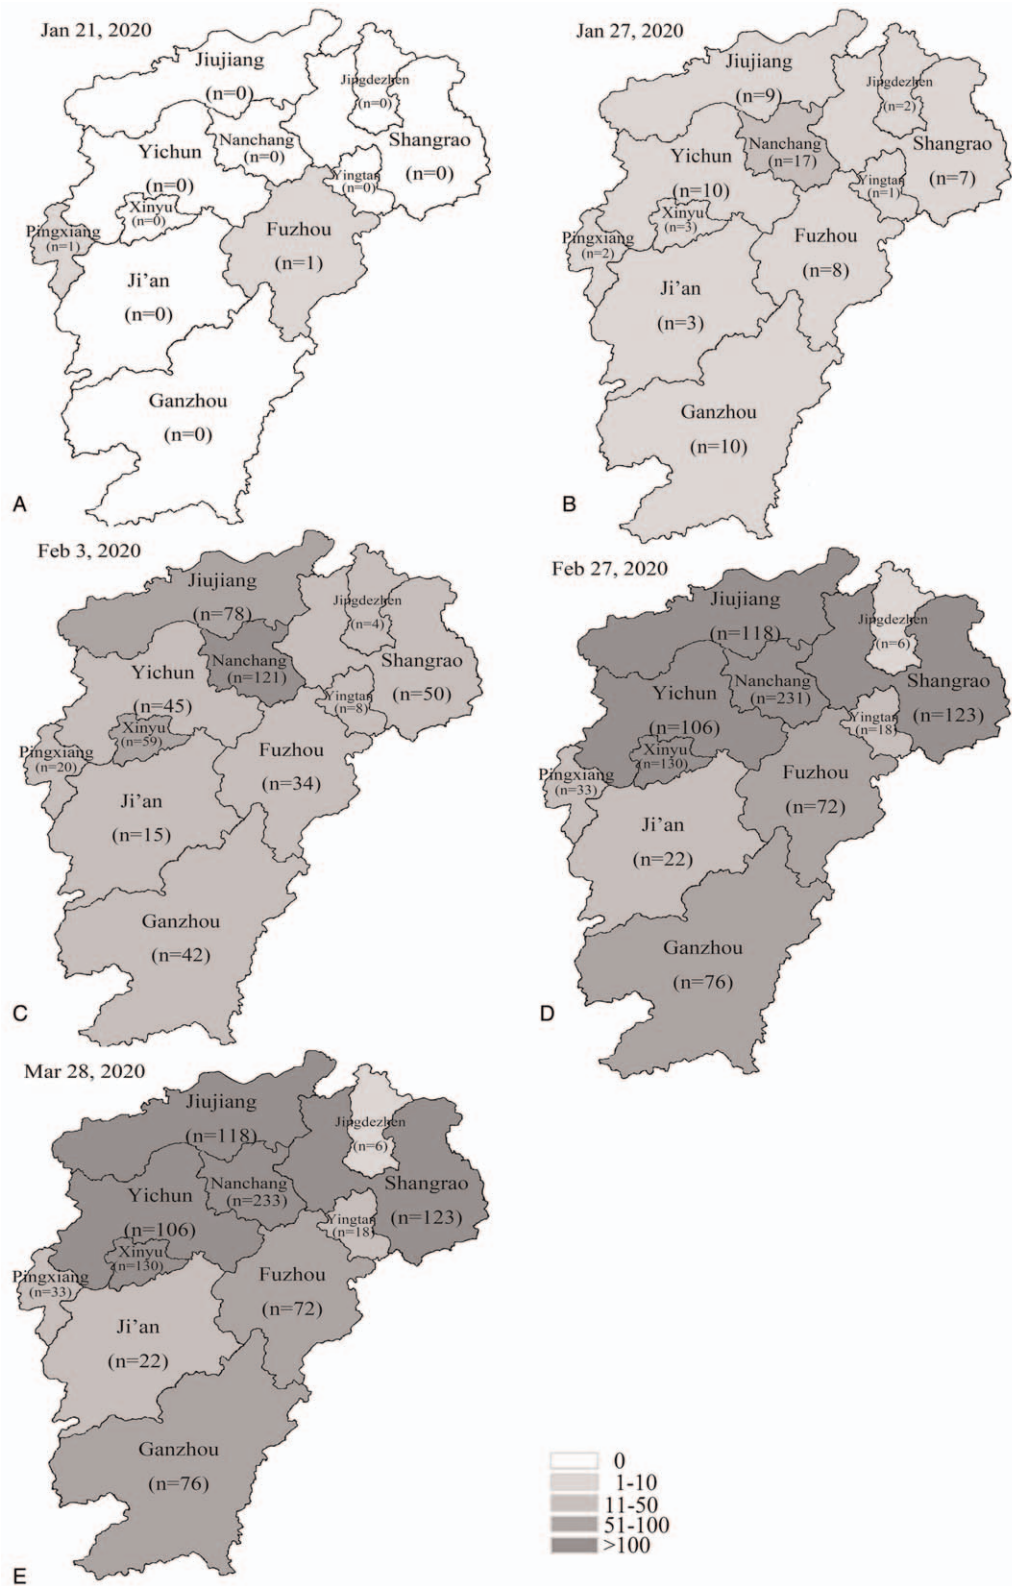 Jan 21, 2020
Jiujiang
(n=0)
Jingdezhen
(n=0)
Nanchang
(n=0)
Shangrao
(n=0)
Yichun
(n=0)
Yingtan
(n=0)
Xinyu
(n=0)
Pingxiang
(n=1)
Fuzhou
(n=1)
Ji’an
(n=0)
Ganzhou
(n=0)
A
Jan 27, 2020
Jiujiang
(n=9)
Jingdezhen
(n=2)
Nanchang
(n=17)
Shangrao
(n=7)
Yichun
(n=10)
Yingtan
(n=1)
Xinyu
(n=3)
Pingxiang
(n=2)
Fuzhou
(n=8)
Ji’an
(n=3)
Ganzhou
(n=10)
B
Feb 3, 2020
Jiujiang
(n=78)
Jingdezhen
(n=4)
Nanchang
(n=121)
Shangrao
(n=50)
Yichun
(n=45)
Yingtan
(n=8)
Xinyu
(n=59)
Pingxiang
(n=20)
Fuzhou
(n=34)
Ji’an
(n=15)
Ganzhou
(n=42)
C
Feb 27, 2020
Jiujiang
(n=118)
Jingdezhen
(n=6)
Nanchang
(n=231)
Shangrao
(n=123)
Yichun
(n=106)
Yingtan
(n=18)
Xinyu
(n=130)
Pingxiang
(n=33)
Fuzhou
(n=72)
Ji’an
(n=22)
Ganzhou
(n=76)
D
Mar 28, 2020
Jiujiang
(n=118)
Jingdezhen
(n=6)
Nanchang
(n=233)
Shangrao
(n=123)
Yichun
(n=106)
Yingtan
(n=18)
Xinyu
(n=130)
Pingxiang
(n=33)
Fuzhou
(n=72)
Ji’an
(n=22)
Ganzhou
(n=76)
E
0
1-10
11-50
51-100
>100